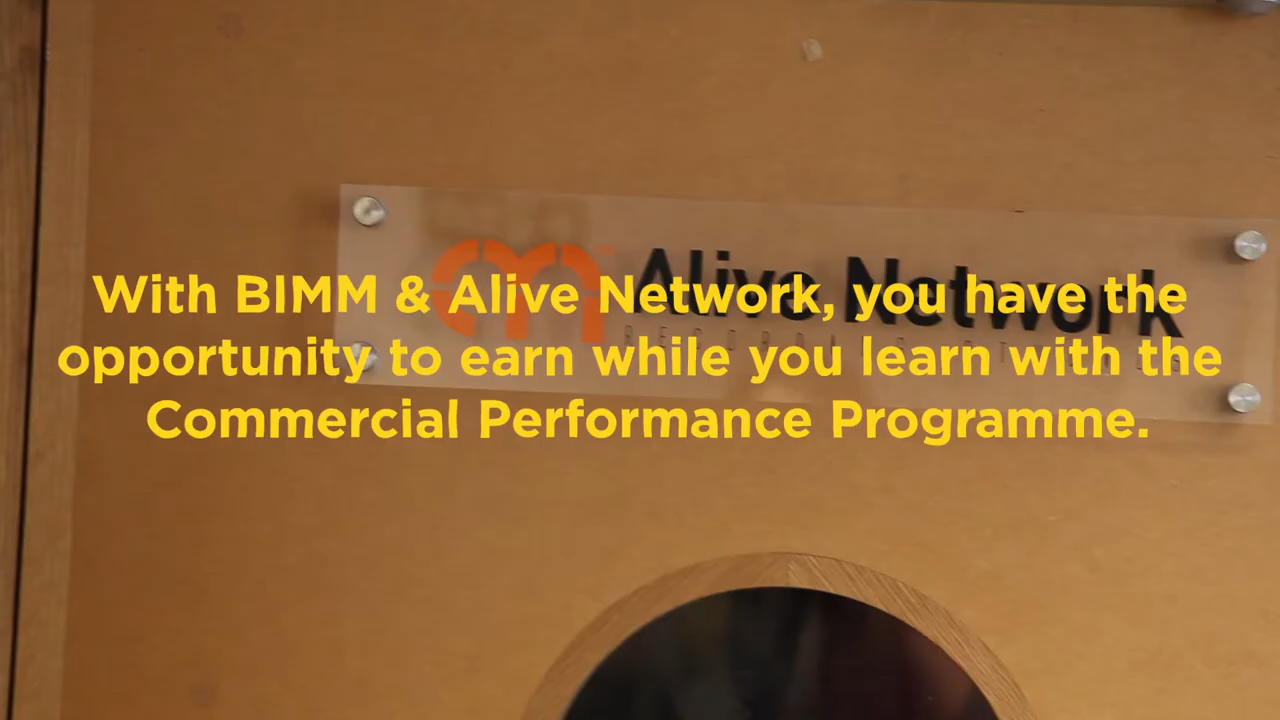 Alive Network
With BIMM & Alive Network, you have the
opportunity to earn while you learn with the
Commercial Performance Programme.